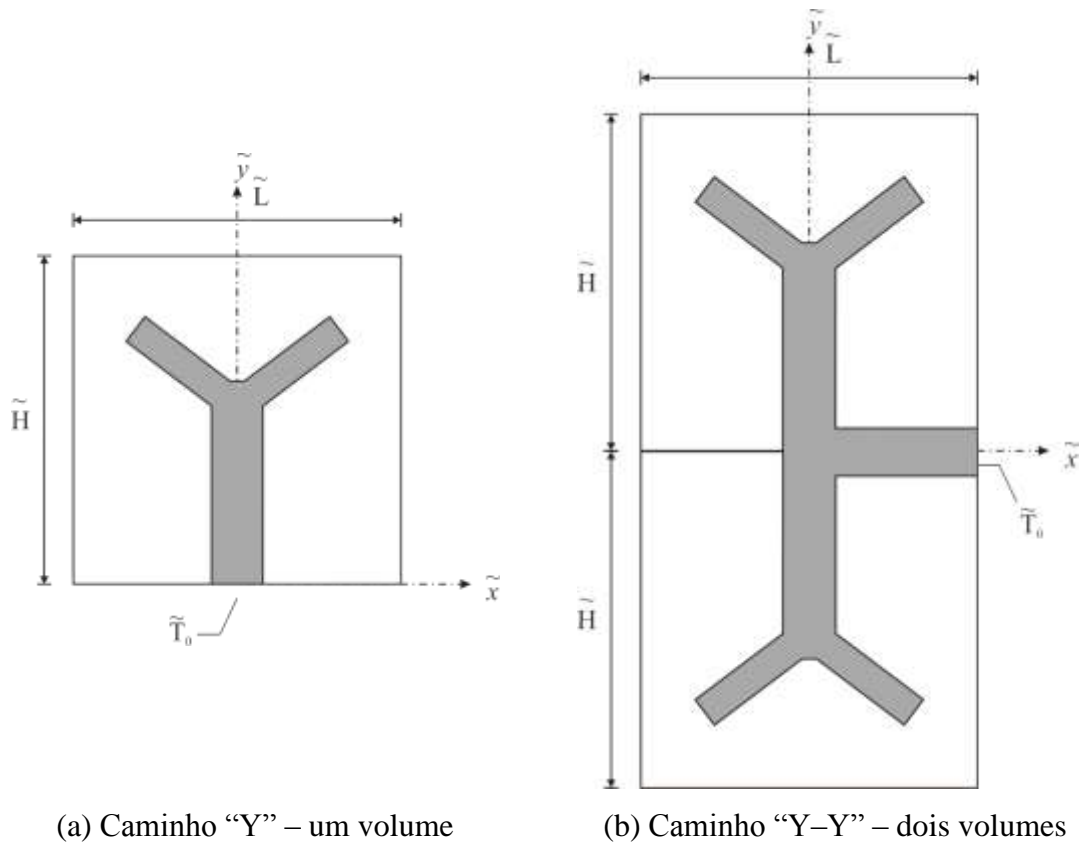 ỹ
L̃
H̃
x̃
T̃₀
(a) Caminho “Y” – um volume
ỹ
L̃
H̃
x̃
T̃₀
H̃
(b) Caminho “Y–Y” – dois volumes